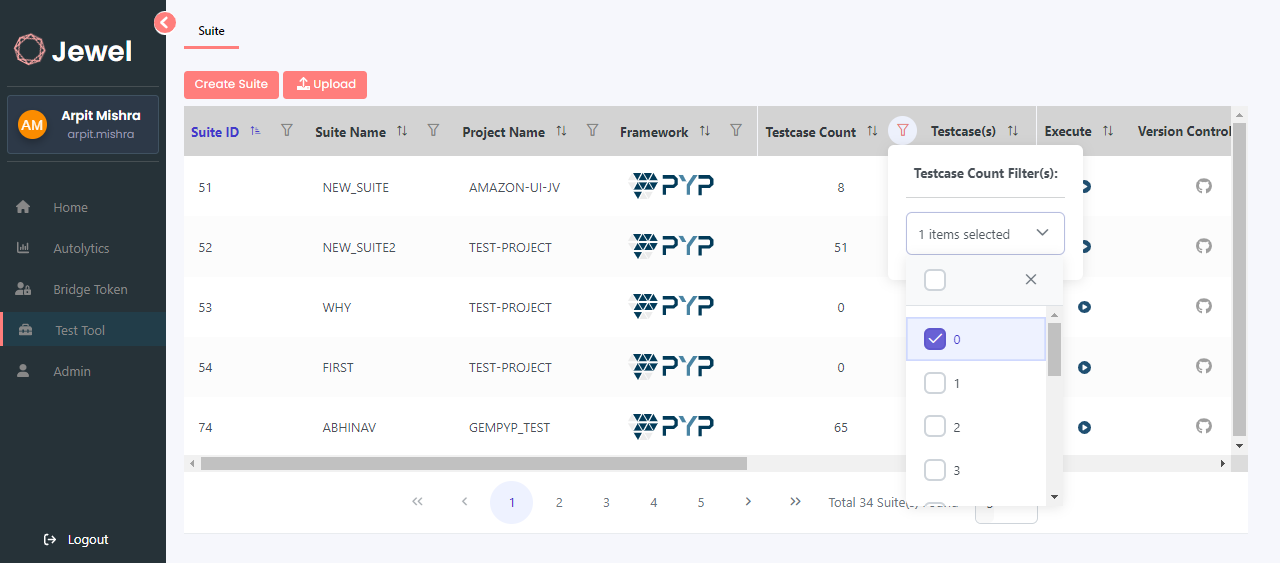 Jewel
AM
Arpit Mishra
arpit.mishra
Home
Autolytics
Bridge Token
Test Tool
Admin
Logout
Suite
Create Suite
Upload
Suite ID Suite Name Project Name Framework Testcase Count Testcase(s) Execute Version Control
51 NEW_SUITE AMAZON-UI-JV PYP 8
52 NEW_SUITE2 TEST-PROJECT PYP 51
53 WHY TEST-PROJECT PYP 0
54 FIRST TEST-PROJECT PYP 0
74 ABHINAV GEMPYP_TEST PYP 65
Testcase Count Filter(s):
1 items selected
0
1
2
3
1 2 3 4 5 Total 34 Suite(s)